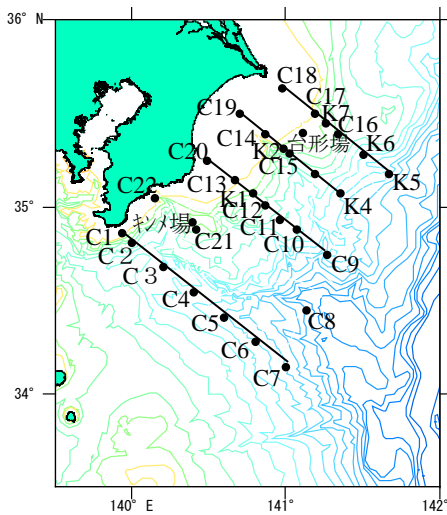 36° N
C18
C19
C17
K7
C14
K2
台形場
C16
K6
C20
C15
K5
C13
C22
K1
K4
C12
ｷﾝﾒ場
C1
C21
C11
C２
C10
C9
35°
C３
C4
C8
C5
C6
C7
34°
140° E
141°
142°